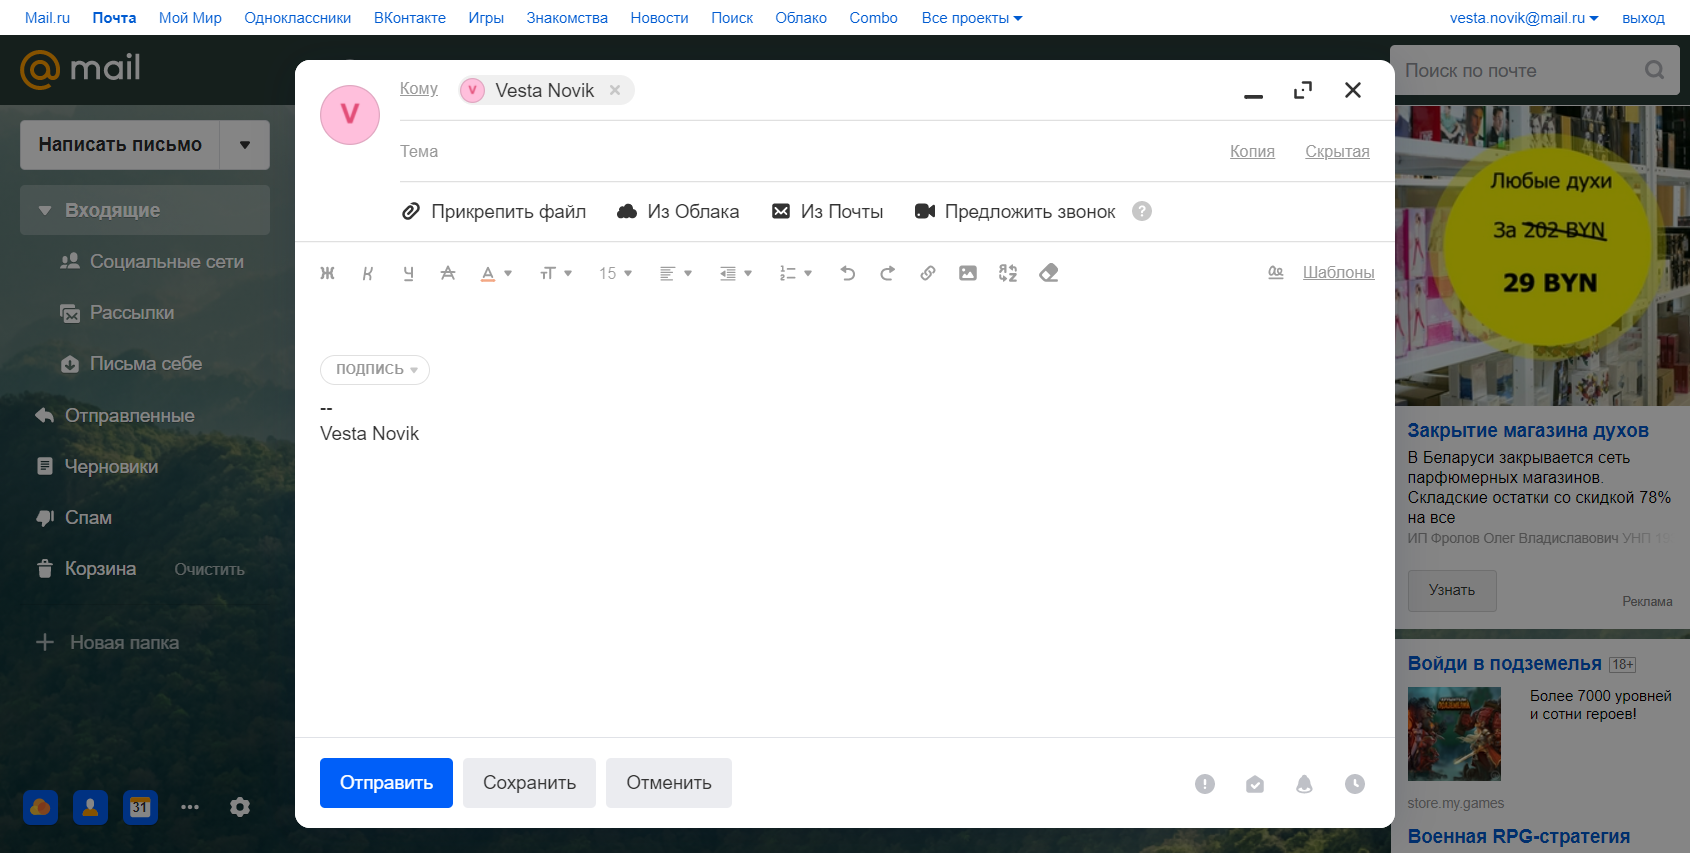 Mail.ru Почта Мой Мир Одноклассники ВКонтакте Игры Знакомства Новости Поиск Облако Combo Все проекты vesta.novik@mail.ru выход
@mail
Поиск по почте
Написать письмо
Входящие
Социальные сети
Рассылки
Письма себе
Отправленные
Черновики
Спам
Корзина Очистить
Новая папка
31
V
Кому V Vesta Novik
Тема Копия Скрытая
Прикрепить файл Из Облака Из Почты Предложить звонок ?
Ж К Ч А А тТ 15 Шаблоны
ПОДПИСЬ
--
Vesta Novik
Отправить Сохранить Отменить
Любые духи
За 202 BYN
29 BYN
Закрытие магазина духов
В Беларуси закрывается сеть
парфюмерных магазинов.
Складские остатки со скидкой 78%
на все
ИП Фролов Олег Владиславович УНП
Узнать
Реклама
Войди в подземелья 18+
Более 7000 уровней
и сотни героев!
store.my.games
Военная RPG-стратегия